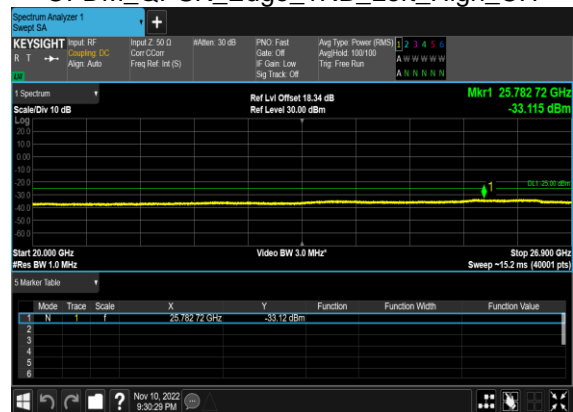 Spectrum Analyzer 1
Swept SA
+
KEYSIGHT Input: RF Input Z: 50 Ω #Atten: 30 dB PNO: Fast Avg Type: Power (RMS) 1 2 3 4 5 6
R T Coupling: DC Corr CCorr Gate: Off Avg|Hold: 100/100 A W W W W W
Align: Auto Freq Ref: Int (S) IF Gain: Low Trig: Free Run
LW Sig Track: Off A N N N N N
1 Spectrum Ref Lvl Offset 18.34 dB Mkr1 25.782 72 GHz
Scale/Div 10 dB Ref Level 30.00 dBm -33.115 dBm
Log
20.0
10.0
0.00
-10.0
-20.0 1 DL1 -25.00 dBm
-30.0
-40.0
-50.0
-60.0
Start 20.000 GHz Video BW 3.0 MHz* Stop 26.900 GHz
#Res BW 1.0 MHz Sweep ~15.2 ms (40001 pts)
5 Marker Table
Mode Trace Scale X Y Function Function Width Function Value
1 N 1 f 25.782 72 GHz -33.12 dBm
2
3
4
5
6
? Nov 10, 2022
9:30:29 PM